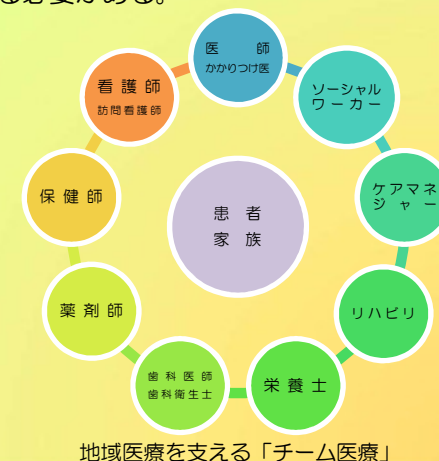 る必要がある。
医師
かかりつけ医
ソーシャル
ワーカー
ケアマネ
ジャー
リハビリ
栄養士
歯科医師
歯科衛生士
薬剤師
保健師
看護師
訪問看護師
患者
家族
地域医療を支える「チーム医療」